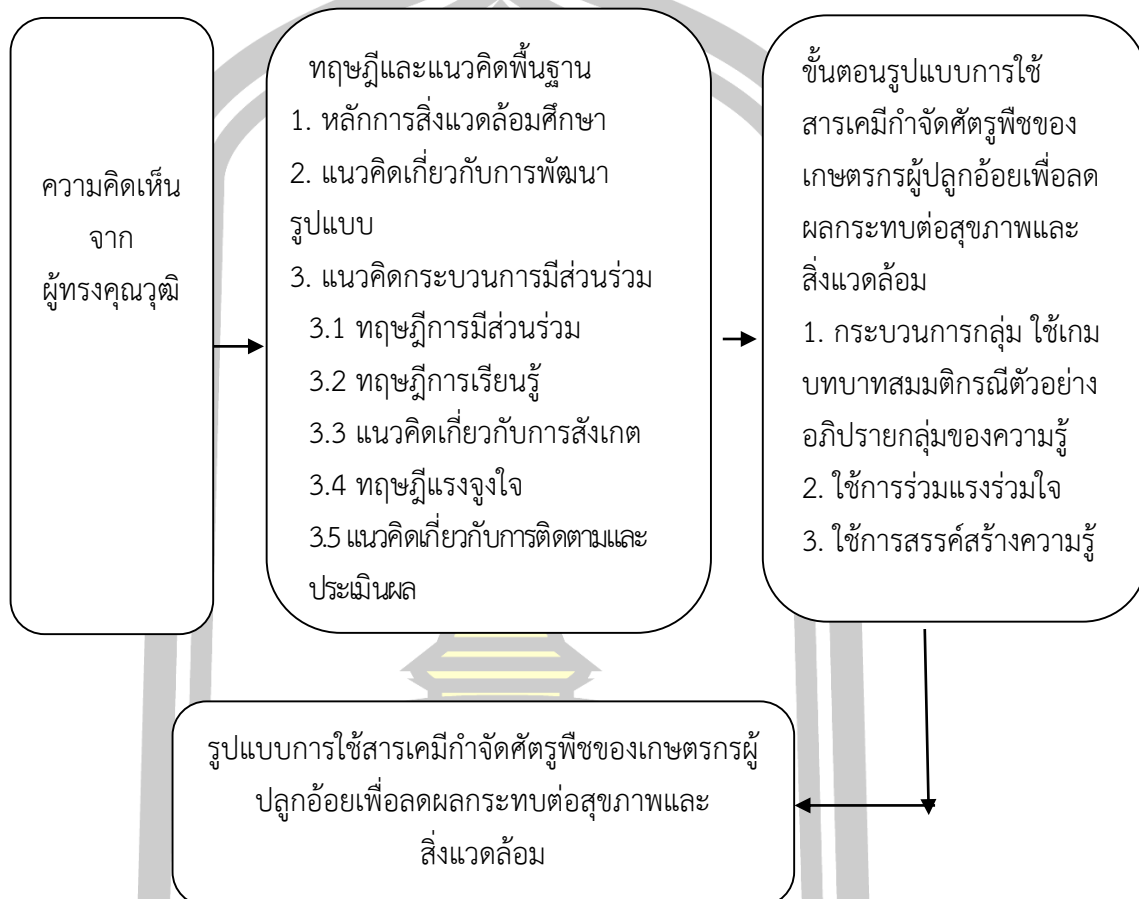 ความคิดเห็น
จาก
ผู้ทรงคุณวุฒิ
ทฤษฎีและแนวคิดพื้นฐาน
1. หลักการสิ่งแวดล้อมศึกษา
2. แนวคิดเกี่ยวกับการพัฒนา
รูปแบบ
3. แนวคิดกระบวนการมีส่วนร่วม
3.1 ทฤษฎีการมีส่วนร่วม
3.2 ทฤษฎีการเรียนรู้
3.3 แนวคิดเกี่ยวกับการสังเกต
3.4 ทฤษฎีแรงจูงใจ
3.5 แนวคิดเกี่ยวกับการติดตามและ
ประเมินผล
ขั้นตอนรูปแบบการใช้
สารเคมีกำจัดศัตรูพืชของ
เกษตรกรผู้ปลูกอ้อยเพื่อลด
ผลกระทบต่อสุขภาพและ
สิ่งแวดล้อม
1. กระบวนการกลุ่ม ใช้เกม
บทบาทสมมติกรณีตัวอย่าง
อภิปรายกลุ่มของความรู้
2. ใช้การร่วมแรงร่วมใจ
3. ใช้การสรรค์สร้างความรู้
รูปแบบการใช้สารเคมีกำจัดศัตรูพืชของเกษตรกรผู้
ปลูกอ้อยเพื่อลดผลกระทบต่อสุขภาพและ
สิ่งแวดล้อม